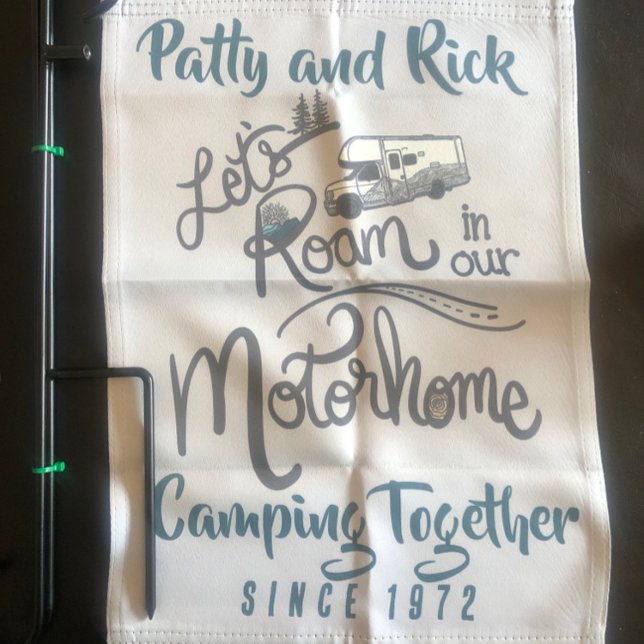 Patty and Rick
Let's
Roam in our
Motorhome
Camping Together
SINCE 1972